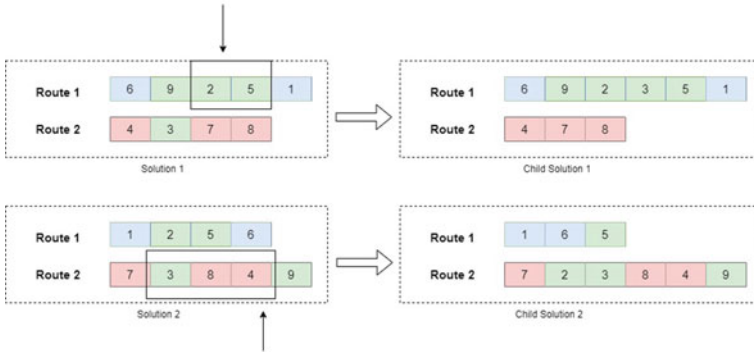 Route 1 6 9 2 5 1
Route 2 4 3 7 8
Solution 1
Route 1 6 9 2 3 5 1
Route 2 4 7 8
Child Solution 1
Route 1 1 2 5 6
Route 2 7 3 8 4 9
Solution 2
Route 1 1 6 5
Route 2 7 2 3 8 4 9
Child Solution 2